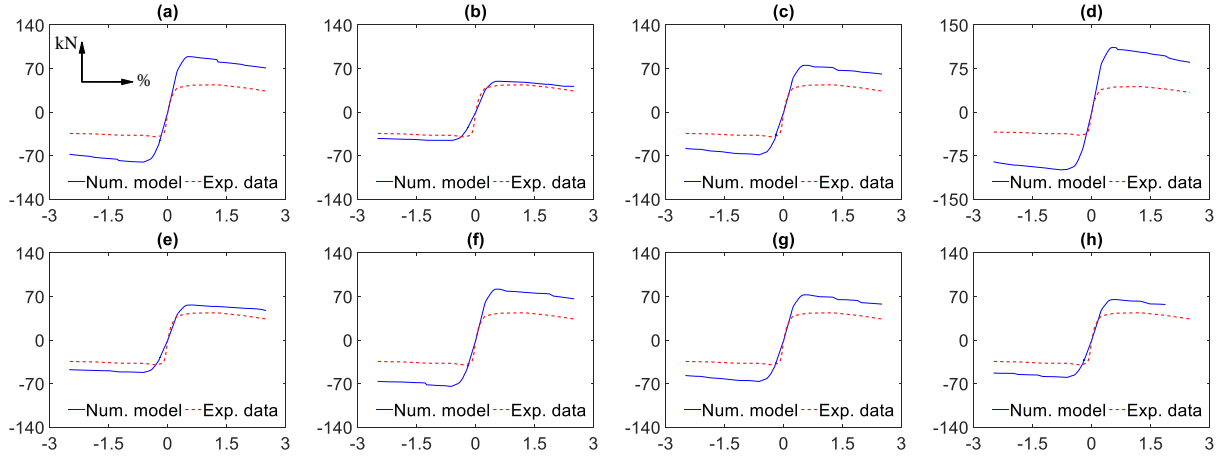 (a) (b) (c) (d)
140 140 140 150
kN
70 70 70 75
%
0 0 0 0
-70 -70 -70 -75
Num. model Exp. data Num. model Exp. data Num. model Exp. data Num. model Exp. data
-140 -140 -140 -150
-3 -1.5 0 1.5 3 -3 -1.5 0 1.5 3 -3 -1.5 0 1.5 3 -3 -1.5 0 1.5 3
(e) (f) (g) (h)
140 140 140 140
70 70 70 70
0 0 0 0
-70 -70 -70 -70
Num. model Exp. data Num. model Exp. data Num. model Exp. data Num. model Exp. data
-140 -140 -140 -140
-3 -1.5 0 1.5 3 -3 -1.5 0 1.5 3 -3 -1.5 0 1.5 3 -3 -1.5 0 1.5 3